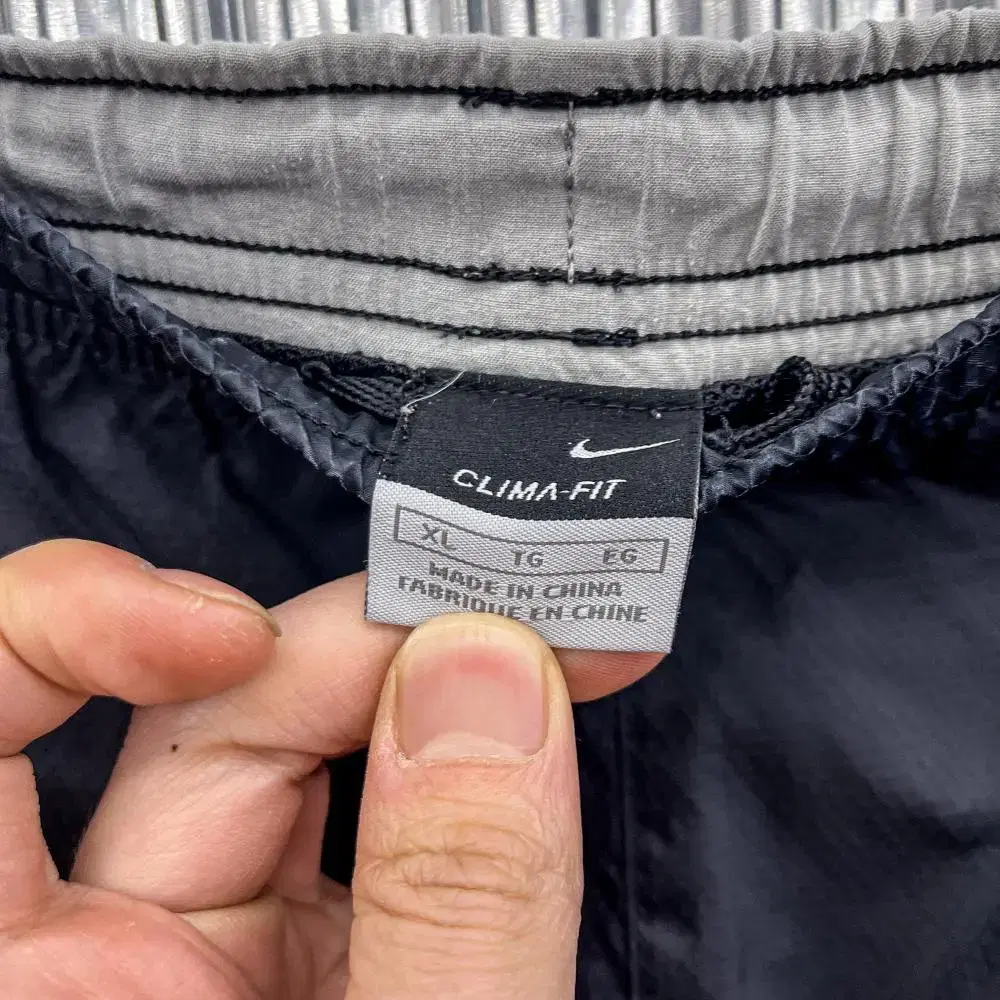 CLIMA-FIT
XL TG EG
MADE IN CHINA
FABRIQUE EN CHINE